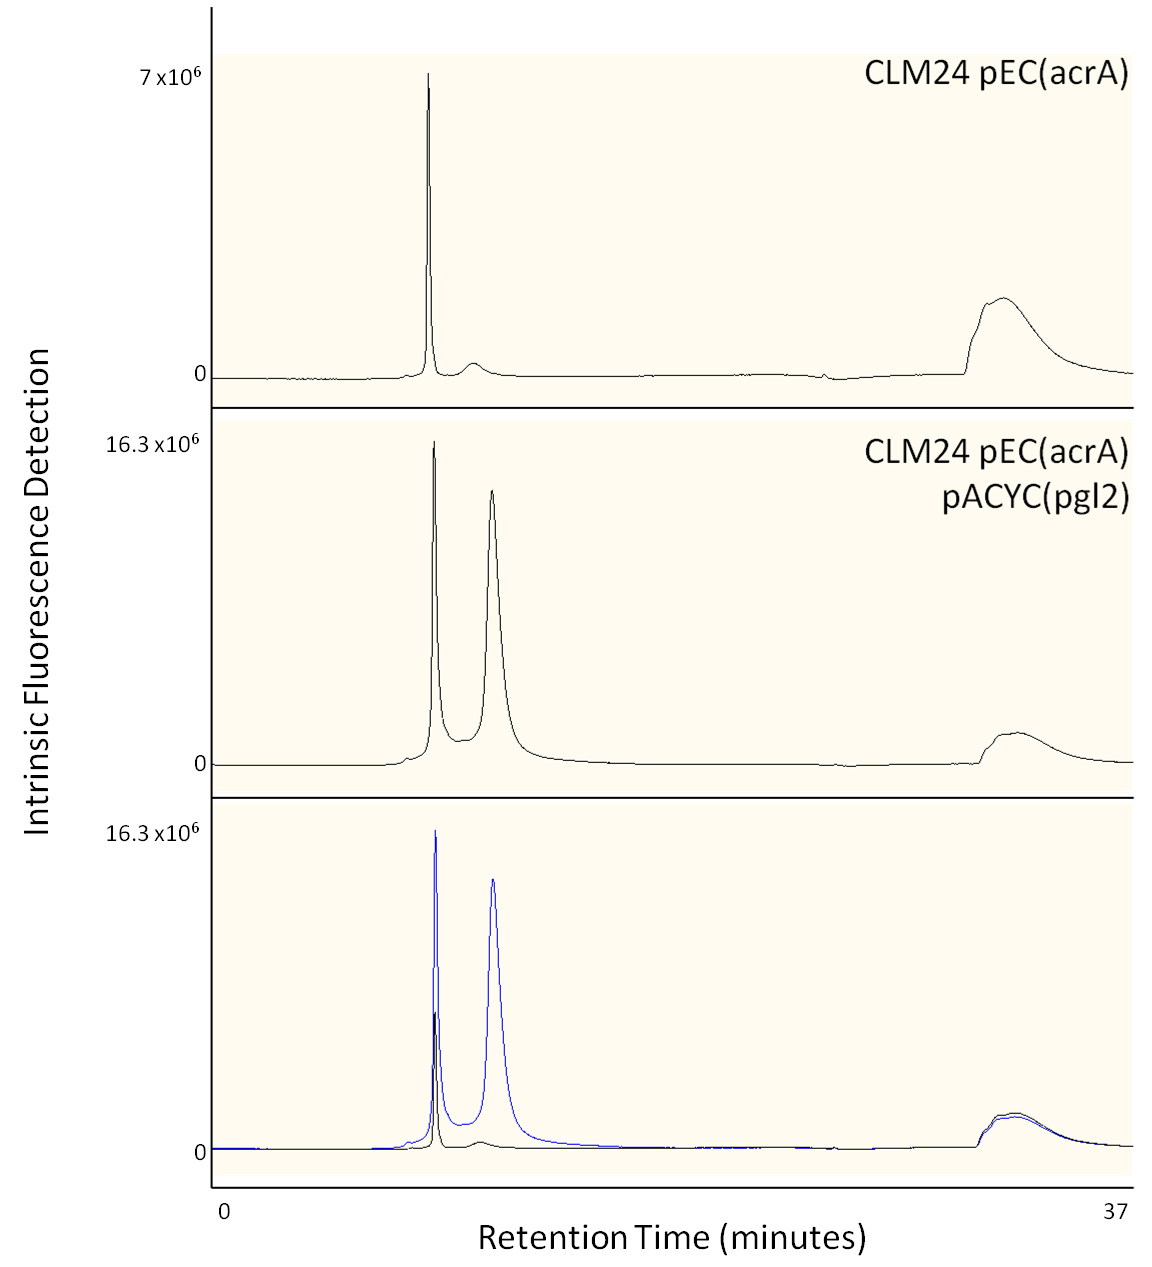 7 x10⁶
CLM24 pEC(acrA)
0
16.3 x10⁶
CLM24 pEC(acrA)
pACYC(pgl2)
0
Intrinsic Fluorescence Detection
16.3 x10⁶
0
0
37
Retention Time (minutes)